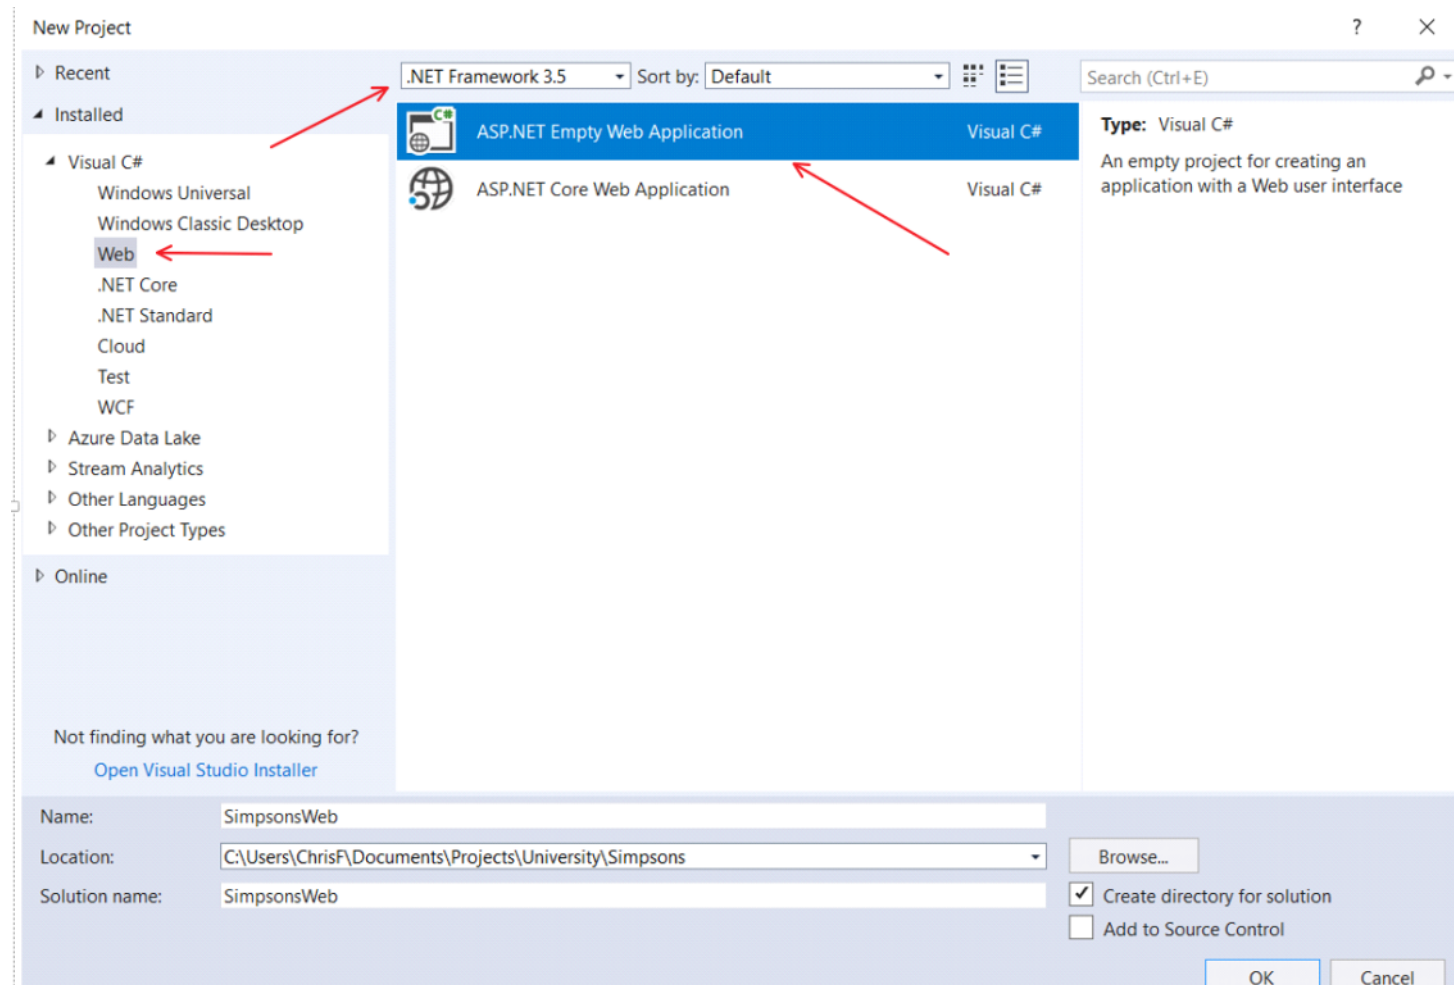 New Project
?
Recent
.NET Framework 3.5
Sort by:
Default
Search (Ctrl+E)
Installed
Visual C#
Windows Universal
Windows Classic Desktop
Web
.NET Core
.NET Standard
Cloud
Test
WCF
Azure Data Lake
Stream Analytics
Other Languages
Other Project Types
Online
Not finding what you are looking for?
Open Visual Studio Installer
C#
ASP.NET Empty Web Application
Visual C#
ASP.NET Core Web Application
Visual C#
Type: Visual C#
An empty project for creating an
application with a Web user interface
Name:
SimpsonsWeb
Location:
C:\Users\ChrisF\Documents\Projects\University\Simpsons
Browse...
Solution name:
SimpsonsWeb
Create directory for solution
Add to Source Control
OK
Cancel